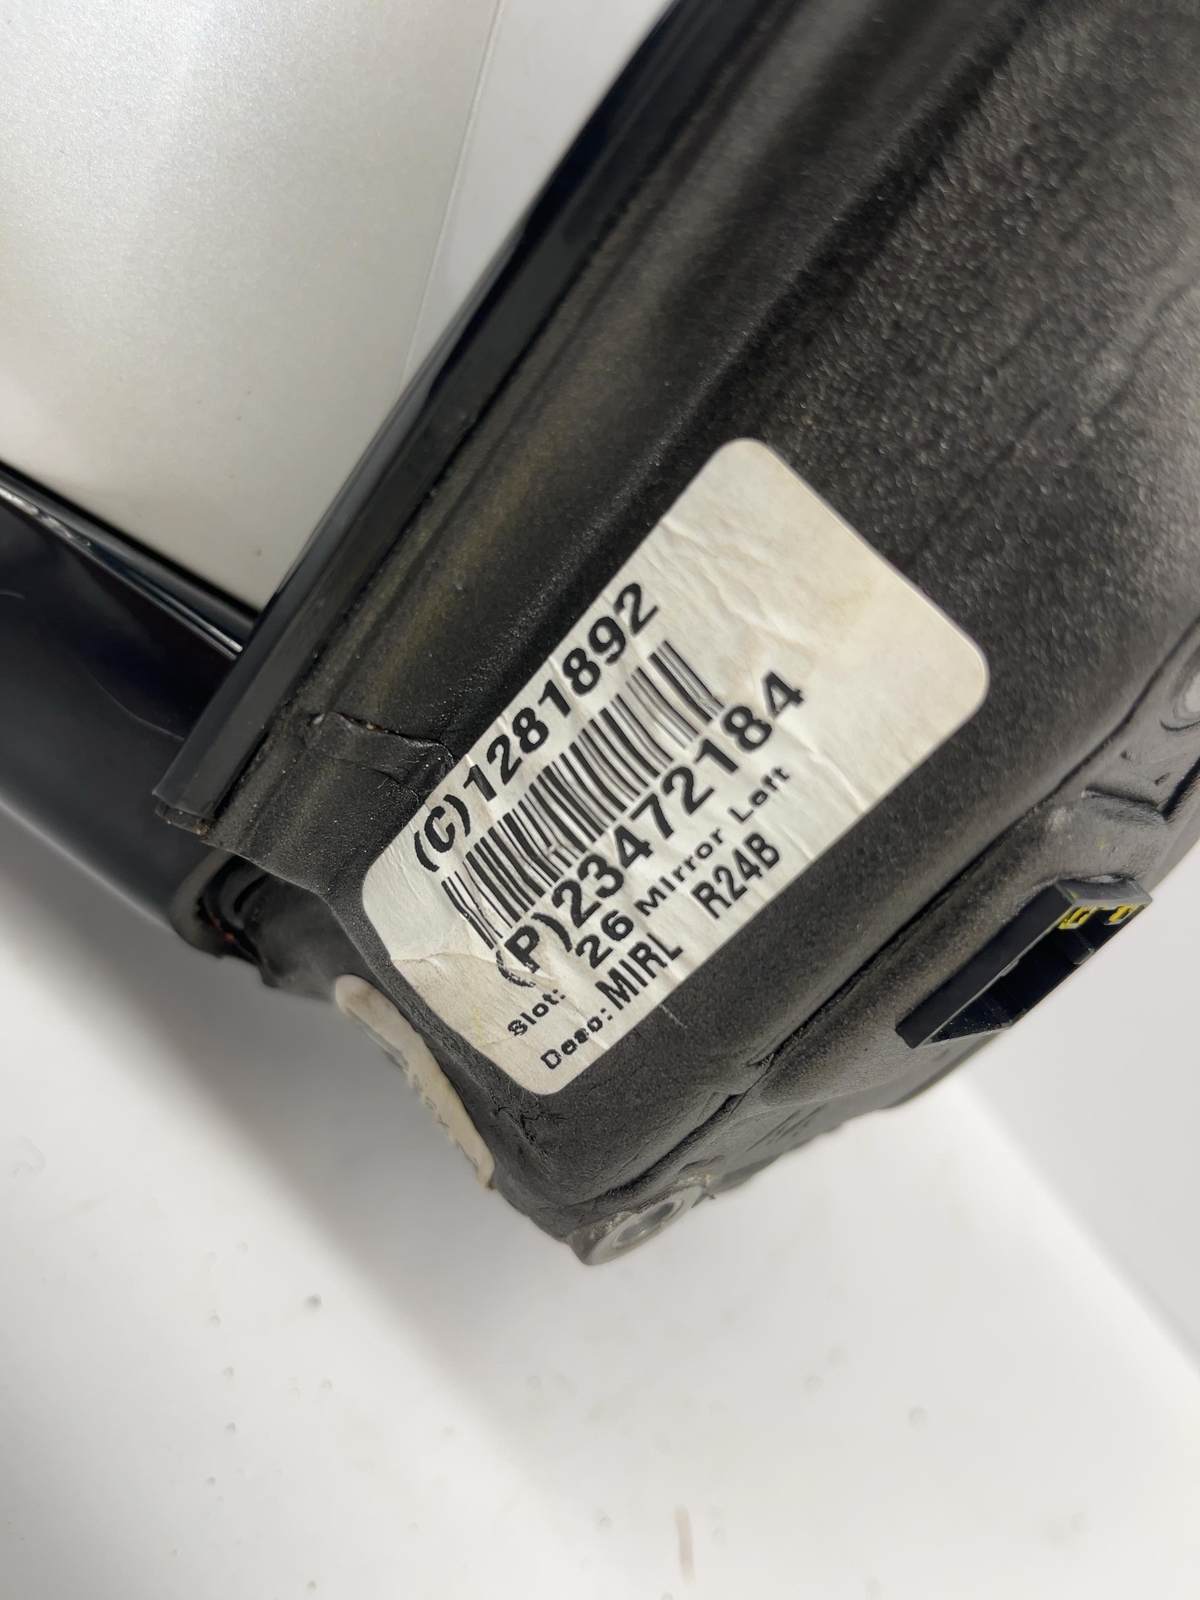 (C)1281892
(P)23472184
Slot: 26 Mirror Left
Desc: MIRL R24B